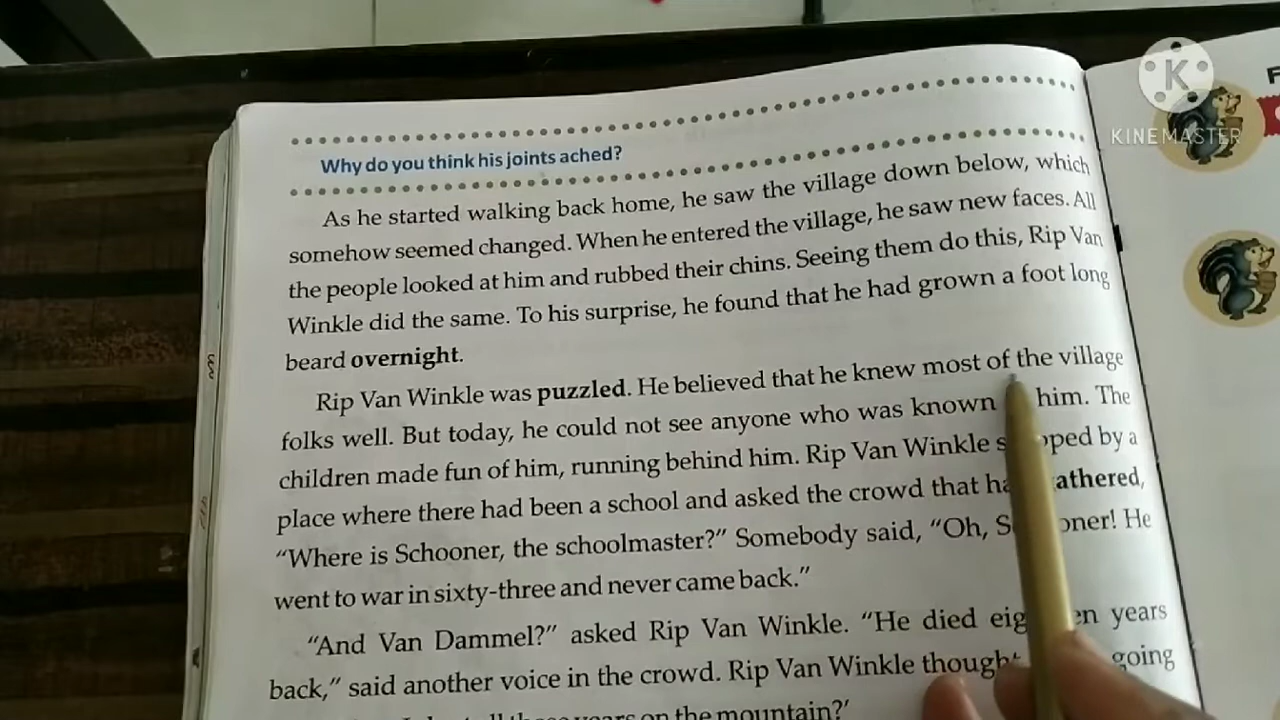 Why do you think his joints ached?
As he started walking back home, he saw the village down below, which
somehow seemed changed. When he entered the village, he saw new faces. All
the people looked at him and rubbed their chins. Seeing them do this, Rip Van
Winkle did the same. To his surprise, he found that he had grown a foot long
beard overnight.
Rip Van Winkle was puzzled. He believed that he knew most of the village
folks well. But today, he could not see anyone who was known him. The
children made fun of him, running behind him. Rip Van Winkle by a
place where there had been a school and asked the crowd that
"Where is Schooner, the schoolmaster?" Somebody said, "Oh, He
went to war in sixty-three and never came back."
"And Van Dammel?" asked Rip Van Winkle. "He died years
back," said another voice in the crowd. Rip Van Winkle thought going
all these years on the mountain?'
K
KINEMASTER